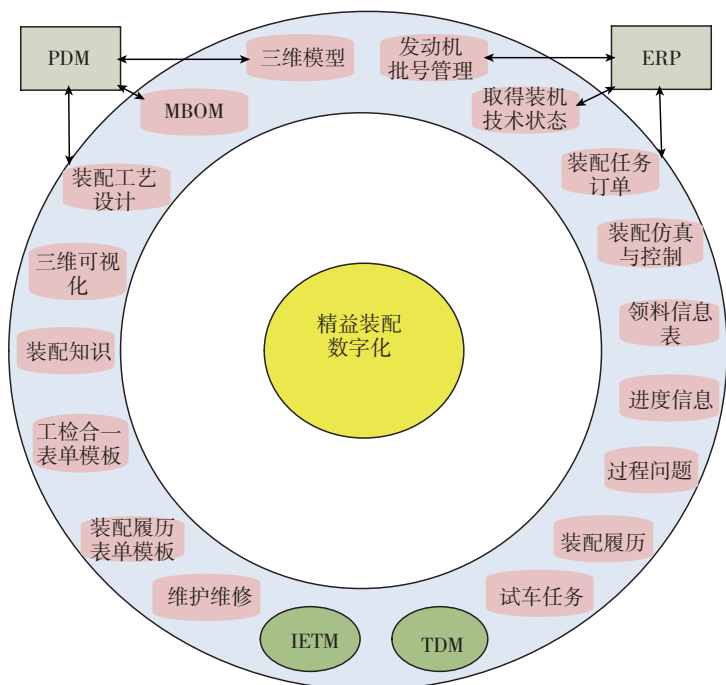 PDM
三维模型
发动机
批号管理
ERP
MBOM
取得装机
技术状态
装配工艺
设计
装配任务
订单
三维可视
化
装配仿真
与控制
精益装配
数字化
领料信息
表
装配知识
进度信息
工检合一
表单模板
过程问题
装配履历
表单模板
装配履历
维护维修
试车任务
IETM
TDM